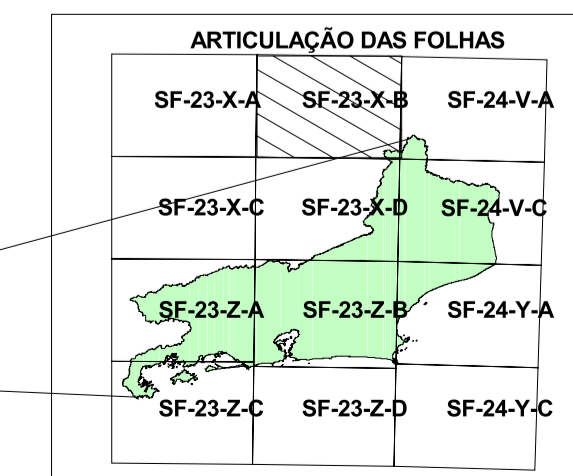 ARTICULAÇÃO DAS FOLHAS
SF-23-X-A SF-23-X-B SF-24-V-A
SF-23-X-C SF-23-X-D SF-24-V-C
SF-23-Z-A SF-23-Z-B SF-24-Y-A
SF-23-Z-C SF-23-Z-D SF-24-Y-C